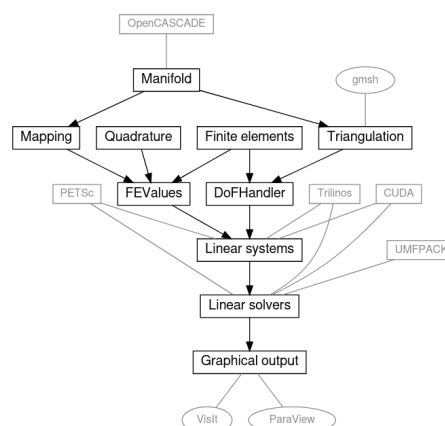 OpenCASCADE
Manifold
gmsh
Mapping
Quadrature
Finite elements
Triangulation
PETSc
FEValues
DoFHandler
Trilinos
CUDA
Linear systems
UMFPACK
Linear solvers
Graphical output
VisIt
ParaView